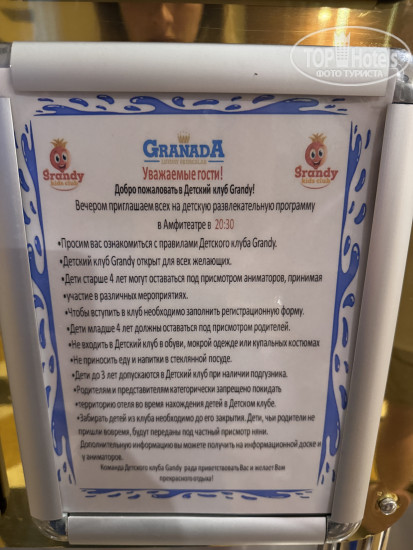 TOPHotels
ФОТО ТУРИСТА
GRANADA
grandy
kids club
grandy
kids club
Уважаемые гости!
Добро пожаловать в Детский клуб Grandy!
Вечером приглашаем всех на детскую развлекательную программу
в Амфитеатре в 20:30
•Просим вас ознакомиться с правилами Детского клуба Grandy.
•Детский клуб Grandy открыт для всех желающих.
•Дети старше 4 лет могут оставаться под присмотром аниматоров, принимая
•участие в различных мероприятиях.
•Чтобы вступить в клуб необходимо заполнить регистрационную форму.
•Дети младше 4 лет должны оставаться под присмотром родителей.
•Не входить в Детский клуб в обуви, мокрой одежде или купальных костюмах
•Не приносить еду и напитки в стеклянной посуде.
•Дети до 3 лет допускаются в Детский клуб при наличии подгузника.
•Родителям и представителям категорически запрещено покидать
•территорию отеля во время нахождения детей в Детском клубе.
•Забирать детей из клуба необходимо до его закрытия. Дети, чьи родители не
пришли вовремя, будут переданы под частный присмотр няни.
Дополнительную информацию вы можете получить на информационной доске и
у аниматоров.
Команда Детского клуба Gandy рада приветствовать Вас и желает Вам
прекрасного отдыха!